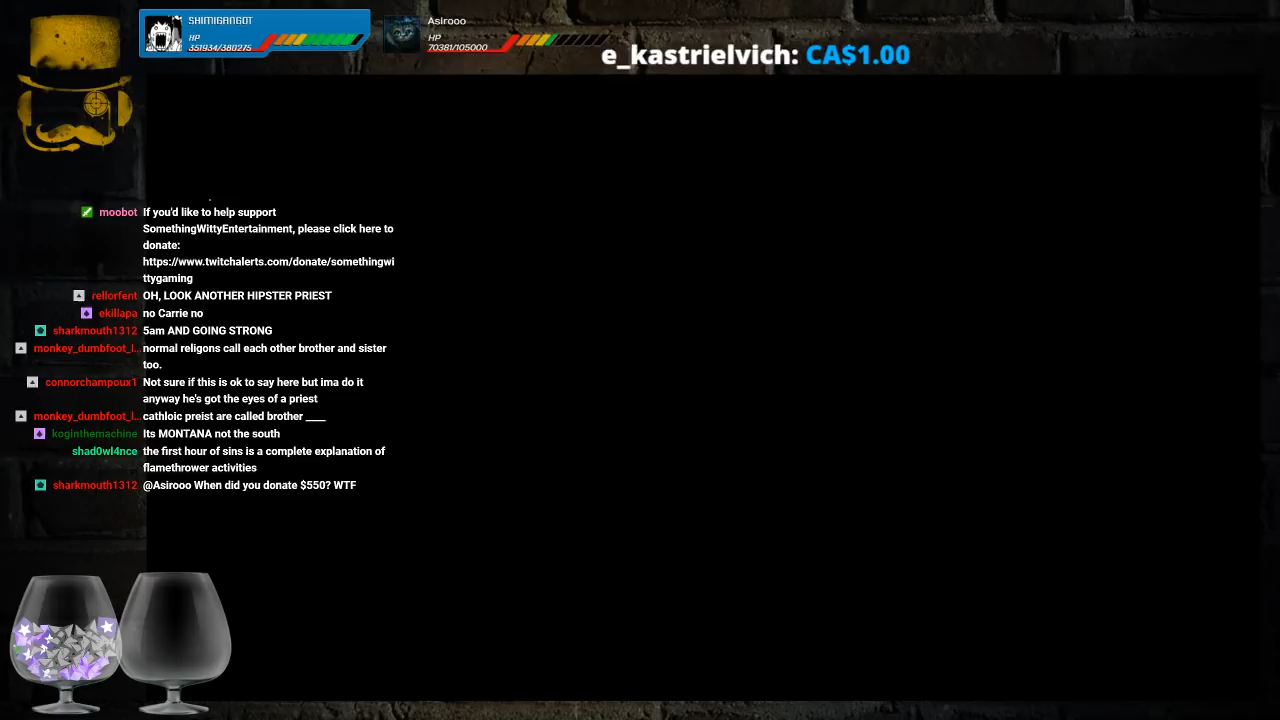 SHIMIGANGOT
HP
351934/380275
Asirooo
HP
70381/105000
e_kastrielvich: CA$1.00
moobot If you'd like to help support
SomethingWittyEntertainment, please click here to
donate:
https://www.twitchalerts.com/donate/somethingwi
ttygaming
rellorfent OH, LOOK ANOTHER HIPSTER PRIEST
ekillapa no Carrie no
sharkmouth1312 5am AND GOING STRONG
monkey_dumbfoot_l... normal religons call each other brother and sister
too.
connorchampoux1 Not sure if this is ok to say here but ima do it
anyway he's got the eyes of a priest
monkey_dumbfoot_l... cathloic preist are called brother ____
koginthemachine Its MONTANA not the south
shad0wl4nce the first hour of sins is a complete explanation of
flamethrower activities
sharkmouth1312 @Asirooo When did you donate $550? WTF